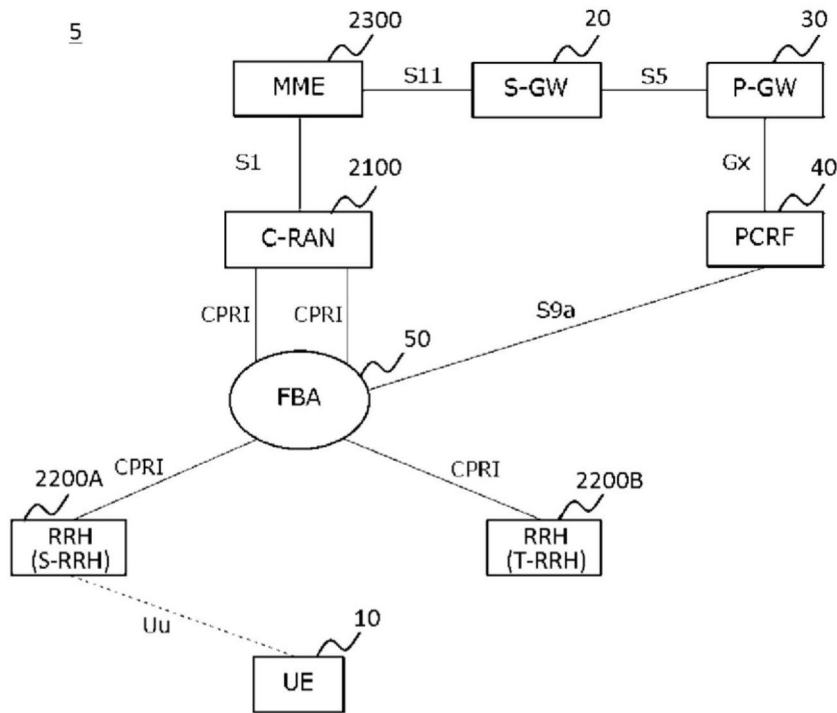 5
2300
20
30
MME
S11
S-GW
S5
P-GW
S1
Gx
2100
40
C-RAN
PCRF
CPRI
CPRI
S9a
50
FBA
CPRI
CPRI
2200A
2200B
RRH
(S-RRH)
RRH
(T-RRH)
Uu
10
UE